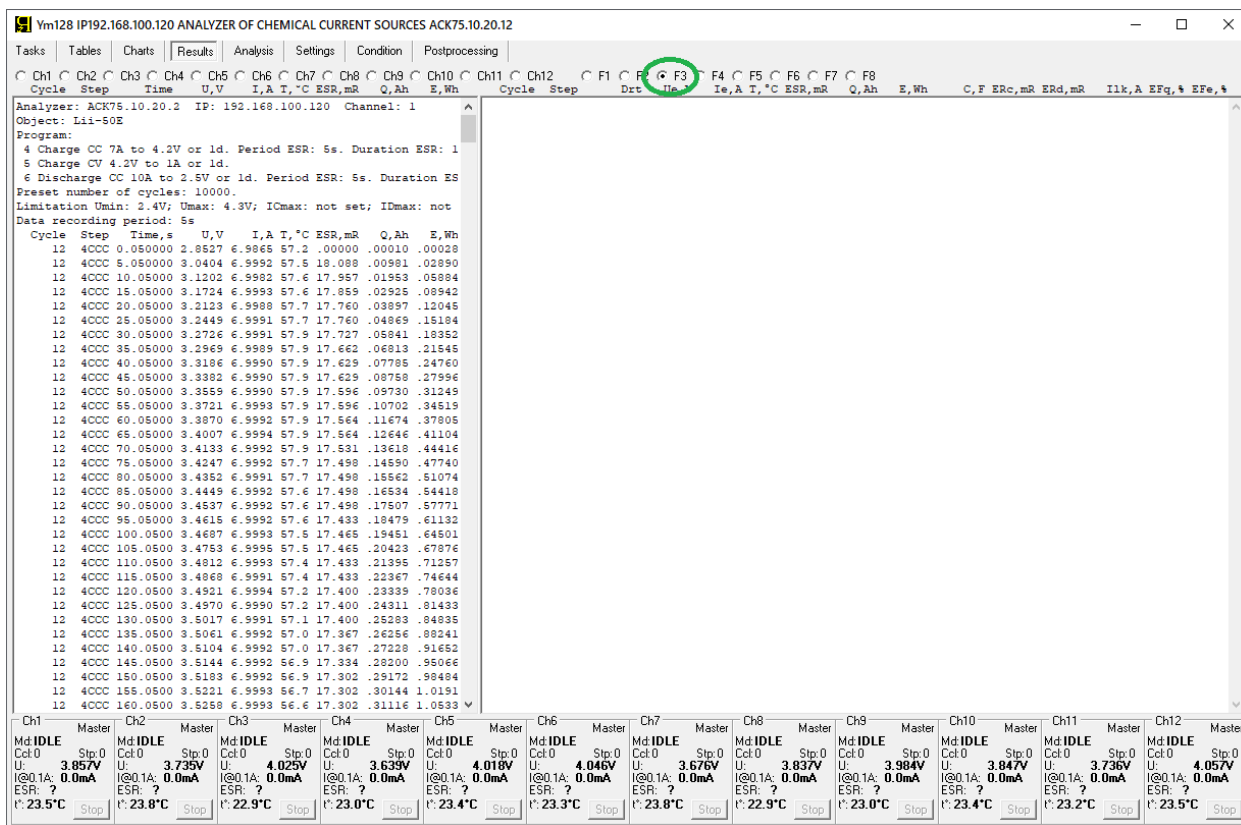 Ym128 IP192.168.100.120 ANALYZER OF CHEMICAL CURRENT SOURCES ACK75.10.20.12
Tasks Tables Charts Results Analysis Settings Condition Postprocessing
Ch1 Ch2 Ch3 Ch4 Ch5 Ch6 Ch7 Ch8 Ch9 Ch10 Ch11 Ch12 F1 F2 F3 F4 F5 F6 F7 F8
Cycle Step Time U,V I,A T,°C ESR,mR Q,Ah E,Wh Cycle Step Drt Ue,V Ie,A T,°C ESR,mR Q,Ah E,Wh C,F ERc,mR ERd,mR Ilk,A EFq,% EFe,%
Analyzer: ACK75.10.20.2 IP: 192.168.100.120 Channel: 1
Object: Lii-50E
Program:
4 Charge CC 7A to 4.2V or 1d. Period ESR: 5s. Duration ESR: 1
5 Charge CV 4.2V to 1A or 1d.
6 Discharge CC 10A to 2.5V or 1d. Period ESR: 5s. Duration ES
Preset number of cycles: 10000.
Limitation Umin: 2.4V; Umax: 4.3V; ICmax: not set; IDmax: not
Data recording period: 5s
Cycle Step Time,s U,V I,A T,°C ESR,mR Q,Ah E,Wh
12 4CCC 0.050000 2.8527 6.9865 57.2 .00000 .00010 .00028
12 4CCC 5.050000 3.0404 6.9992 57.5 18.088 .00981 .02890
12 4CCC 10.05000 3.1202 6.9982 57.6 17.957 .01953 .05884
12 4CCC 15.05000 3.1724 6.9993 57.6 17.859 .02925 .08942
12 4CCC 20.05000 3.2123 6.9988 57.7 17.760 .03897 .12045
12 4CCC 25.05000 3.2449 6.9991 57.7 17.760 .04869 .15184
12 4CCC 30.05000 3.2726 6.9991 57.9 17.727 .05841 .18352
12 4CCC 35.05000 3.2969 6.9989 57.9 17.662 .06813 .21545
12 4CCC 40.05000 3.3186 6.9990 57.9 17.629 .07785 .24760
12 4CCC 45.05000 3.3382 6.9990 57.9 17.629 .08758 .27996
12 4CCC 50.05000 3.3559 6.9990 57.9 17.596 .09730 .31249
12 4CCC 55.05000 3.3721 6.9993 57.9 17.596 .10702 .34519
12 4CCC 60.05000 3.3870 6.9992 57.9 17.564 .11674 .37805
12 4CCC 65.05000 3.4007 6.9994 57.9 17.564 .12646 .41104
12 4CCC 70.05000 3.4133 6.9992 57.9 17.531 .13618 .44416
12 4CCC 75.05000 3.4247 6.9992 57.7 17.498 .14590 .47740
12 4CCC 80.05000 3.4352 6.9991 57.7 17.498 .15562 .51074
12 4CCC 85.05000 3.4449 6.9992 57.6 17.498 .16534 .54418
12 4CCC 90.05000 3.4537 6.9992 57.6 17.498 .17507 .57771
12 4CCC 95.05000 3.4615 6.9992 57.6 17.433 .18479 .61132
12 4CCC 100.0500 3.4687 6.9993 57.5 17.465 .19451 .64501
12 4CCC 105.0500 3.4753 6.9995 57.5 17.465 .20423 .67876
12 4CCC 110.0500 3.4812 6.9993 57.4 17.433 .21395 .71257
12 4CCC 115.0500 3.4868 6.9991 57.4 17.433 .22367 .74644
12 4CCC 120.0500 3.4921 6.9994 57.2 17.400 .23339 .78036
12 4CCC 125.0500 3.4970 6.9990 57.2 17.400 .24311 .81433
12 4CCC 130.0500 3.5017 6.9991 57.1 17.400 .25283 .84835
12 4CCC 135.0500 3.5061 6.9992 57.0 17.367 .26256 .88241
12 4CCC 140.0500 3.5104 6.9992 57.0 17.367 .27228 .91652
12 4CCC 145.0500 3.5144 6.9992 56.9 17.334 .28200 .95066
12 4CCC 150.0500 3.5183 6.9992 56.9 17.302 .29172 .98484
12 4CCC 155.0500 3.5221 6.9993 56.7 17.302 .30144 1.0191
12 4CCC 160.0500 3.5258 6.9993 56.6 17.302 .31116 1.0533
Ch1 Master Ch2 Master Ch3 Master Ch4 Master Ch5 Master Ch6 Master Ch7 Master Ch8 Master Ch9 Master Ch10 Master Ch11 Master Ch12 Master
Md:IDLE Md:IDLE Md:IDLE Md:IDLE Md:IDLE Md:IDLE Md:IDLE Md:IDLE Md:IDLE Md:IDLE Md:IDLE Md:IDLE
Ccl:0 Stp:0 Ccl:0 Stp:0 Ccl:0 Stp:0 Ccl:0 Stp:0 Ccl:0 Stp:0 Ccl:0 Stp:0 Ccl:0 Stp:0 Ccl:0 Stp:0 Ccl:0 Stp:0 Ccl:0 Stp:0 Ccl:0 Stp:0 Ccl:0 Stp:0
U: 3.857V U: 3.735V U: 4.025V U: 3.639V U: 4.018V U: 4.046V U: 3.676V U: 3.837V U: 3.984V U: 3.847V U: 3.736V U: 4.057V
I@0.1A: 0.0mA I@0.1A: 0.0mA I@0.1A: 0.0mA I@0.1A: 0.0mA I@0.1A: 0.0mA I@0.1A: 0.0mA I@0.1A: 0.0mA I@0.1A: 0.0mA I@0.1A: 0.0mA I@0.1A: 0.0mA I@0.1A: 0.0mA I@0.1A: 0.0mA
ESR: ? ESR: ? ESR: ? ESR: ? ESR: ? ESR: ? ESR: ? ESR: ? ESR: ? ESR: ? ESR: ? ESR: ?
t°: 23.5°C Stop t°: 23.8°C Stop t°: 22.9°C Stop t°: 23.0°C Stop t°: 23.4°C Stop t°: 23.3°C Stop t°: 23.8°C Stop t°: 22.9°C Stop t°: 23.0°C Stop t°: 23.4°C Stop t°: 23.2°C Stop t°: 23.5°C Stop